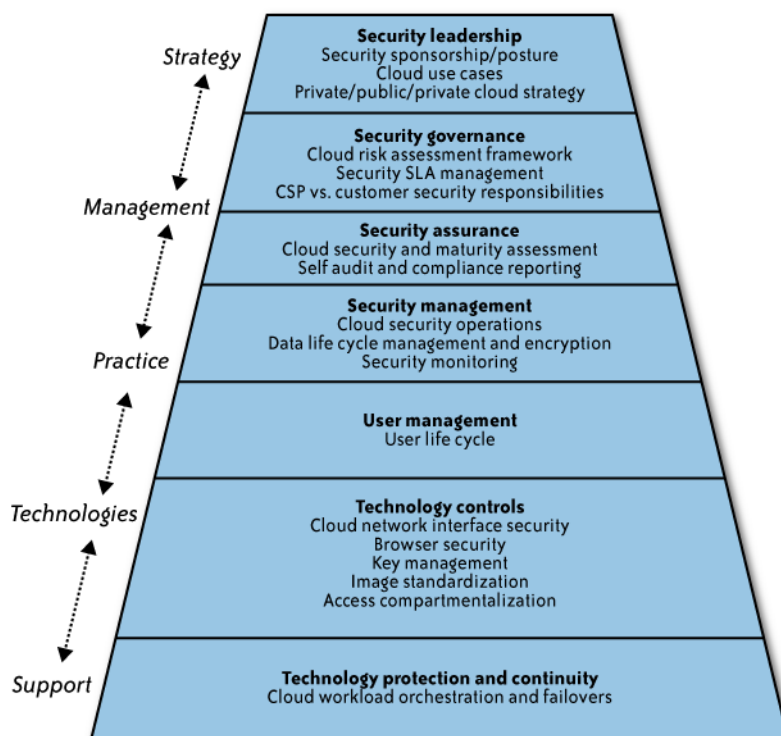 Strategy
Security leadership
Security sponsorship/posture
Cloud use cases
Private/public/private cloud strategy
Security governance
Cloud risk assessment framework
Security SLA management
CSP vs. customer security responsibilities
Management
Security assurance
Cloud security and maturity assessment
Self audit and compliance reporting
Security management
Cloud security operations
Data life cycle management and encryption
Security monitoring
Practice
User management
User life cycle
Technologies
Technology controls
Cloud network interface security
Browser security
Key management
Image standardization
Access compartmentalization
Support
Technology protection and continuity
Cloud workload orchestration and failovers